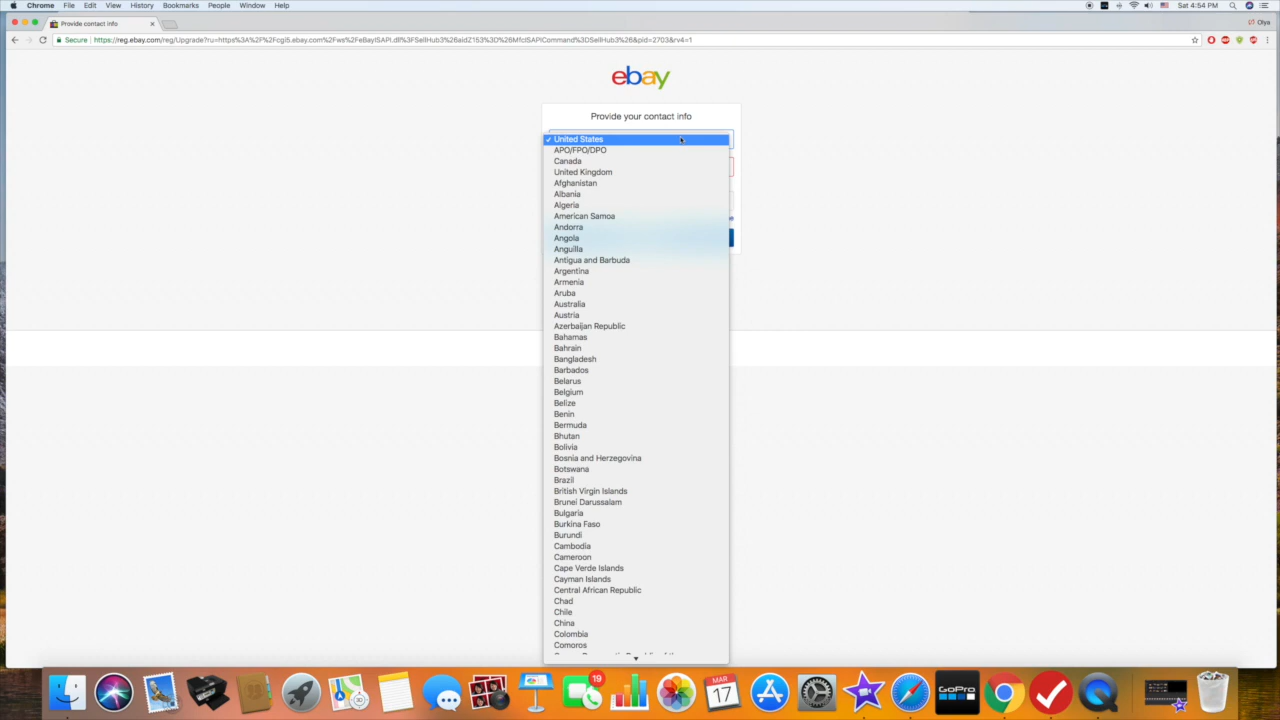 Chrome File Edit View History Bookmarks People Window Help
Sat 4:54 PM
Provide contact info
Olya
Secure https://reg.ebay.com/reg/Upgrade?ru=https%3A%2F%2Fcgi5.ebay.com%2Fws%2FeBayISAPI.dll%3FSellHub3%26aidZ153%3D%26MfcISAPICommand%3DSellHub3%26&pid=2703&rv4=1
ebay
Provide your contact info
United States
APO/FPO/DPO
Canada
United Kingdom
Afghanistan
Albania
Algeria
American Samoa
Andorra
Angola
Anguilla
Antigua and Barbuda
Argentina
Armenia
Aruba
Australia
Austria
Azerbaijan Republic
Bahamas
Bahrain
Bangladesh
Barbados
Belarus
Belgium
Belize
Benin
Bermuda
Bhutan
Bolivia
Bosnia and Herzegovina
Botswana
Brazil
British Virgin Islands
Brunei Darussalam
Bulgaria
Burkina Faso
Burundi
Cambodia
Cameroon
Cape Verde Islands
Cayman Islands
Central African Republic
Chad
Chile
China
Colombia
Comoros
19
MAR
17
GoPro